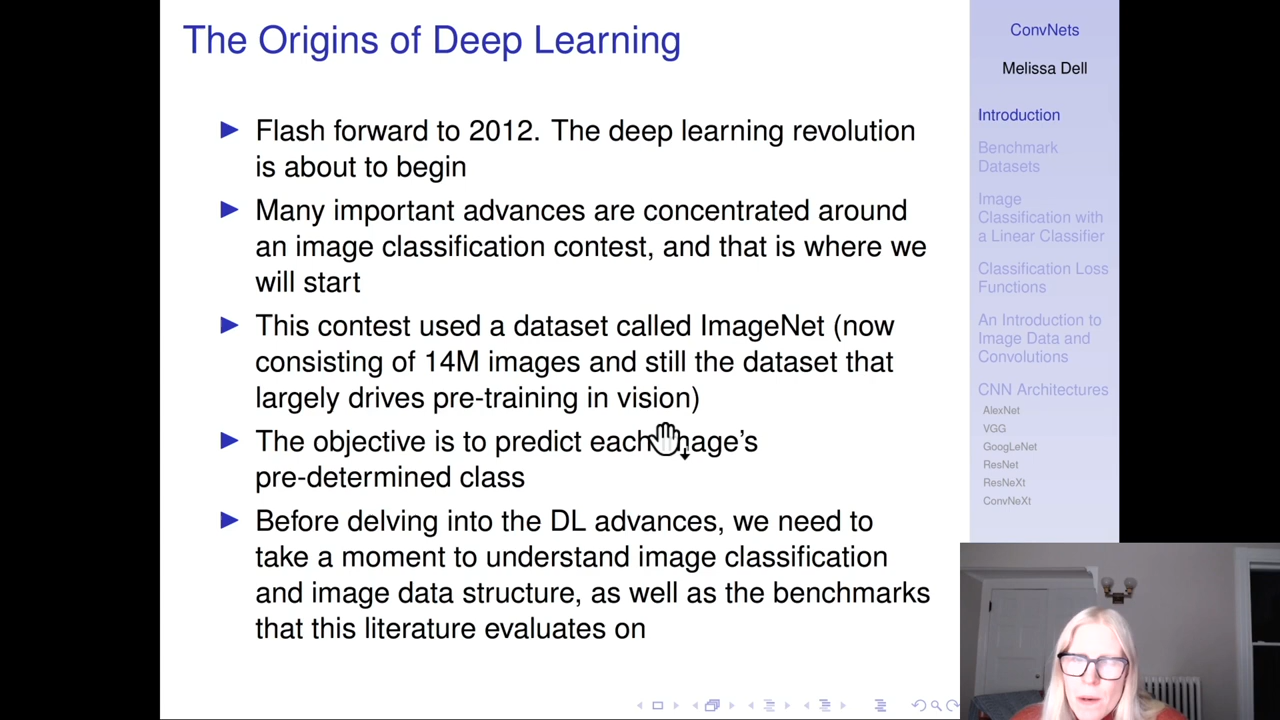 The Origins of Deep Learning
Flash forward to 2012. The deep learning revolution
is about to begin
Many important advances are concentrated around
an image classification contest, and that is where we
will start
This contest used a dataset called ImageNet (now
consisting of 14M images and still the dataset that
largely drives pre-training in vision)
The objective is to predict each image's
pre-determined class
Before delving into the DL advances, we need to
take a moment to understand image classification
and image data structure, as well as the benchmarks
that this literature evaluates on
ConvNets
Melissa Dell
Introduction
Benchmark
Datasets
Image
Classification with
a Linear Classifier
Classification Loss
Functions
An Introduction to
Image Data and
Convolutions
CNN Architectures
AlexNet
VGG
GoogLeNet
ResNet
ResNeXt
ConvNeXt